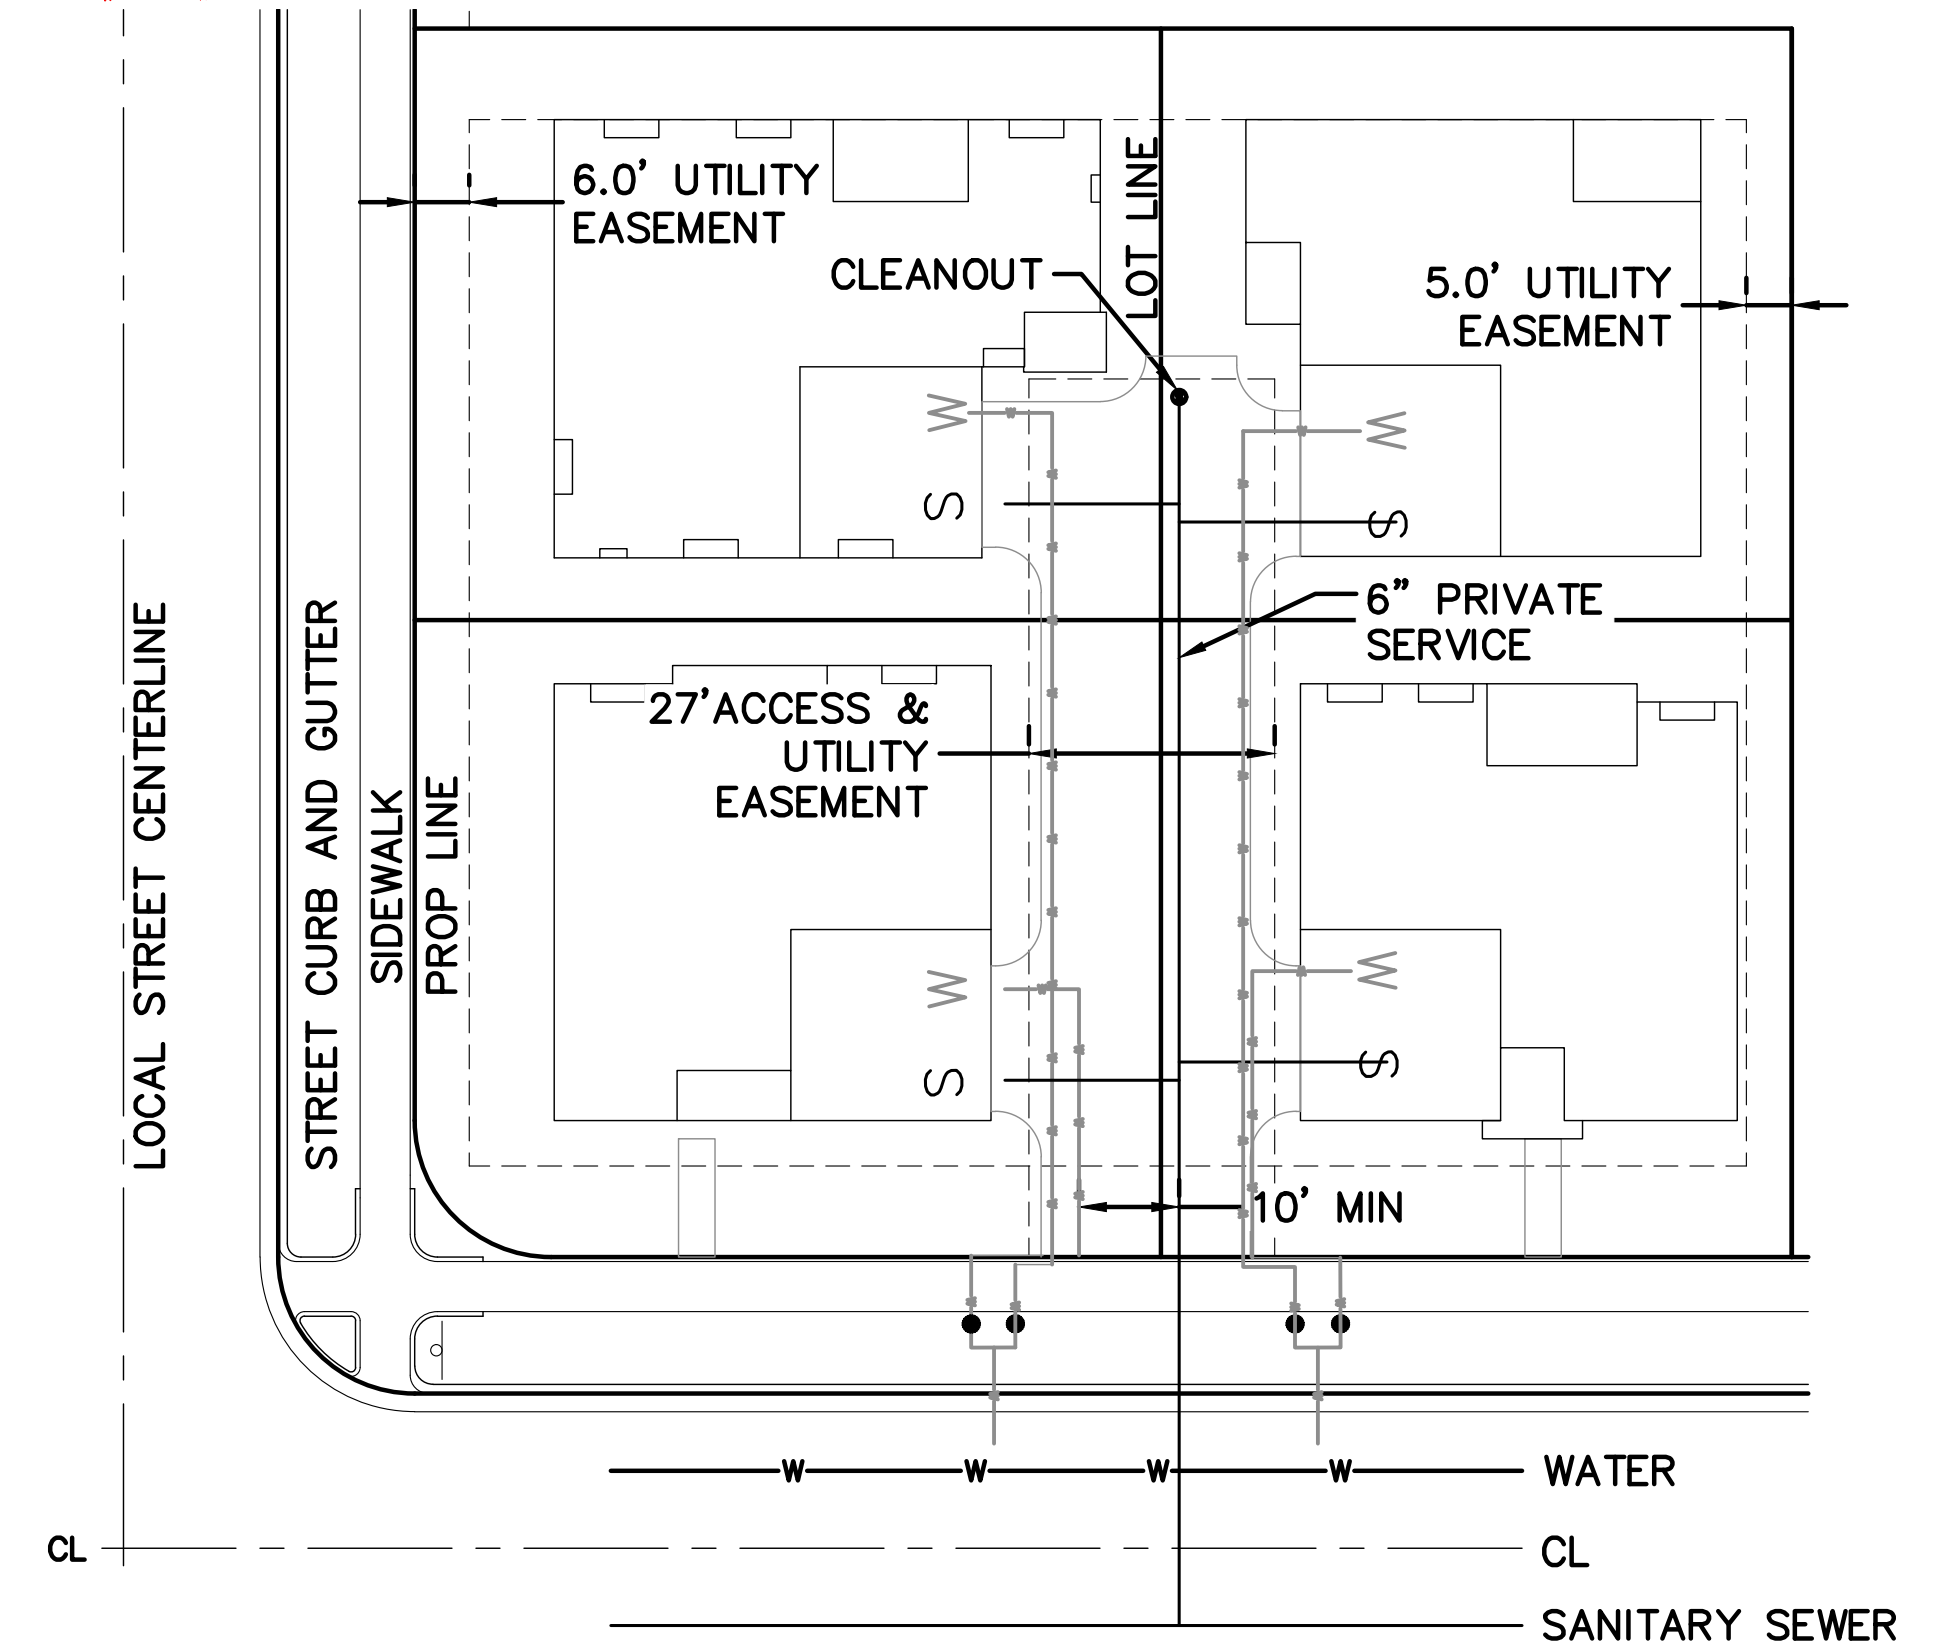 6.0' UTILITY
EASEMENT
LOT LINE
CLEANOUT
5.0' UTILITY
EASEMENT
W
W
S
S
6" PRIVATE
SERVICE
27'ACCESS &
UTILITY
EASEMENT
LOCAL STREET CENTERLINE
STREET CURB AND GUTTER
SIDEWALK
PROP LINE
W
W
S
S
10' MIN
W W W W WATER
CL CL
SANITARY SEWER